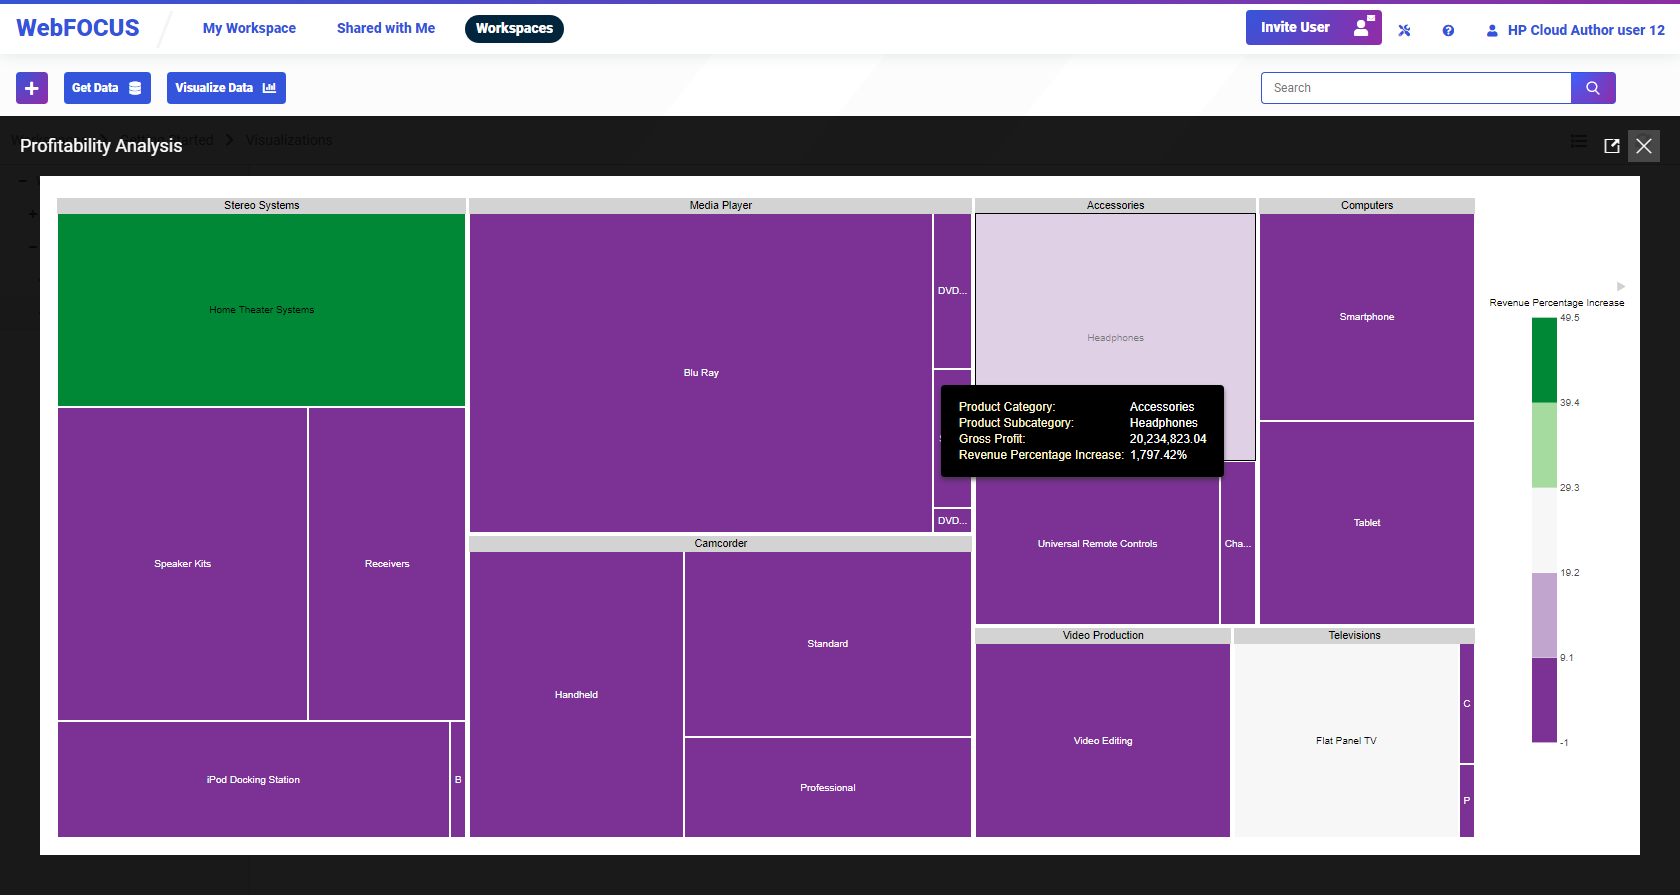 WebFOCUS
My Workspace
Shared with Me
Workspaces
Invite User
HP Cloud Author user 12
Get Data
Visualize Data
Search
Visualizations
Profitability Analysis
Stereo Systems
Media Player
Accessories
Computers
Home Theater Systems
Blu Ray
DVD...
Headphones
Smartphone
Product Category: Accessories
Product Subcategory: Headphones
Gross Profit: 20,234,823.04
Revenue Percentage Increase: 1,797.42%
DVD...
Speaker Kits
Receivers
Universal Remote Controls
Cha...
Tablet
Camcorder
Handheld
Standard
Professional
iPod Docking Station
B
Video Production
Video Editing
Televisions
Flat Panel TV
C
P
Revenue Percentage Increase
49.5
39.4
29.3
19.2
9.1
-1